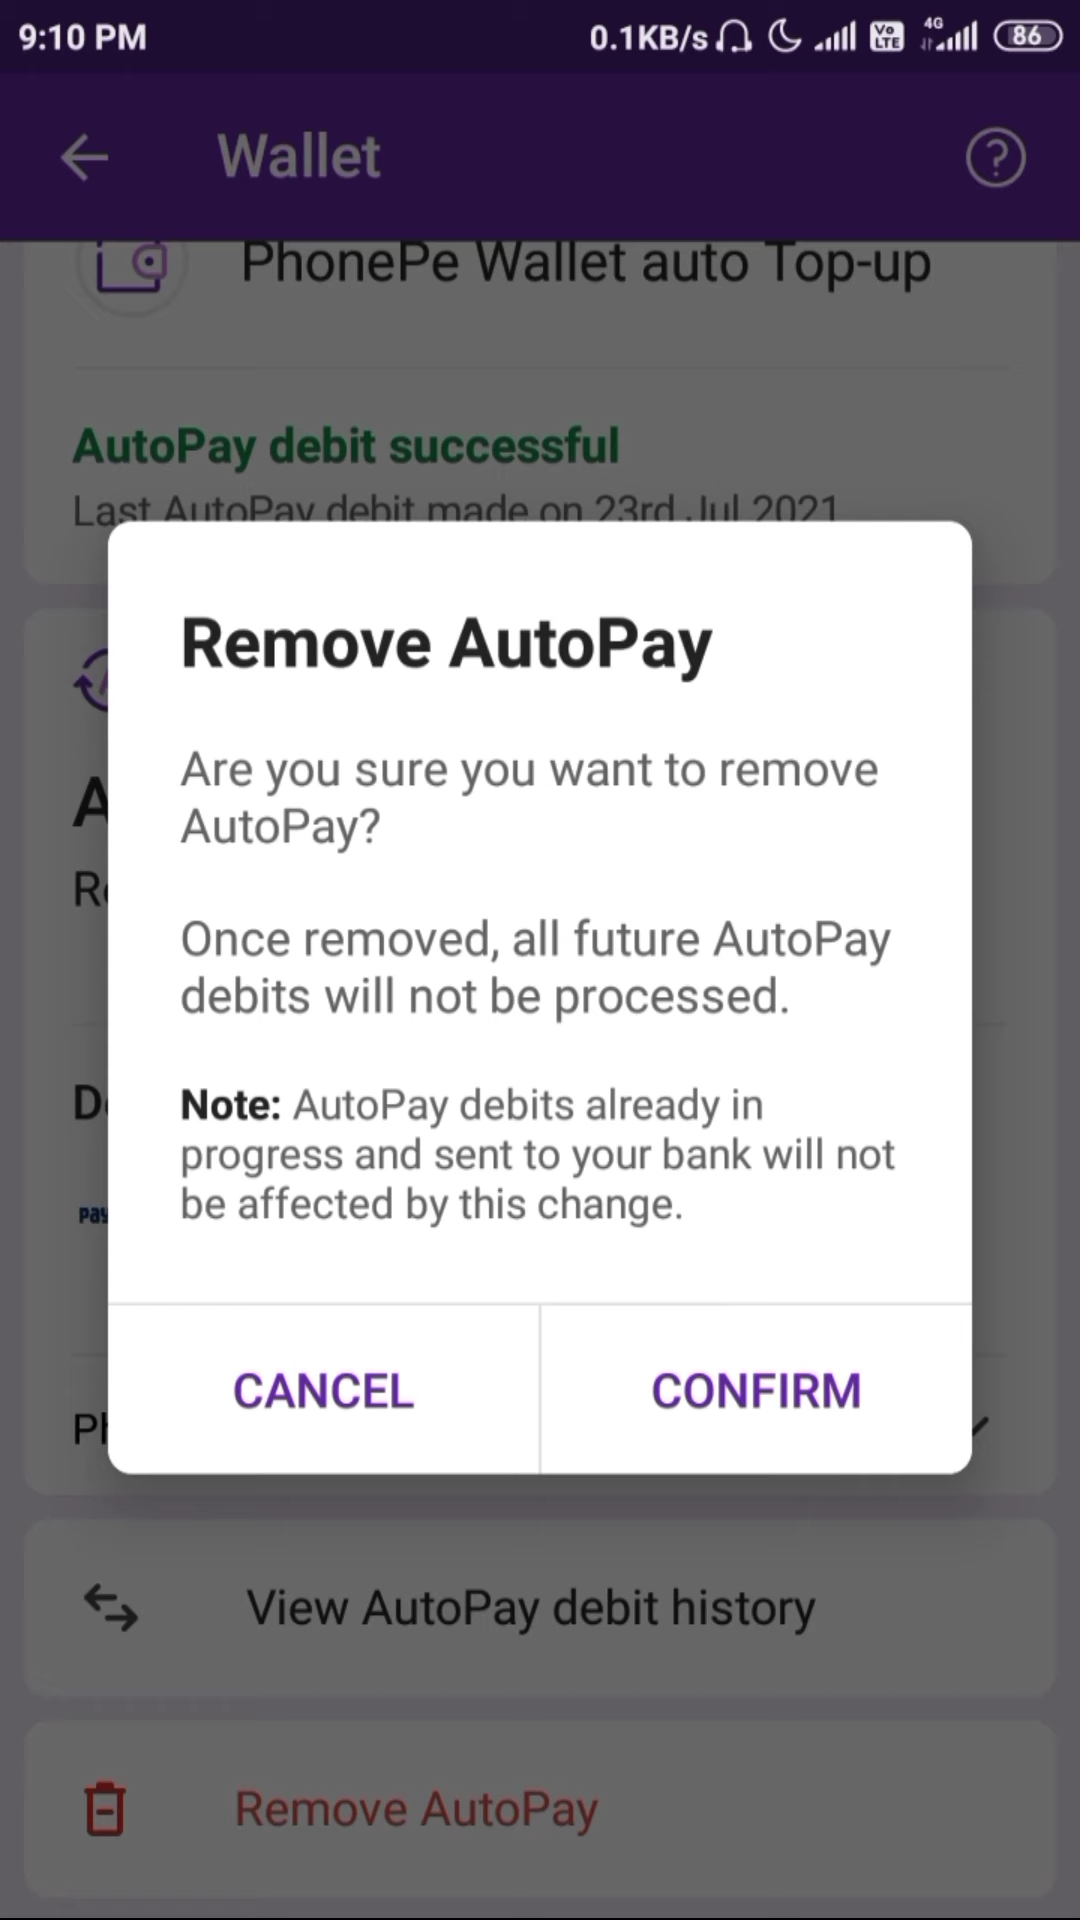 9:10 PM 0.1KB/s Vo LTE 4G 86
Wallet ?
PhonePe Wallet auto Top-up
AutoPay debit successful
Last AutoPay debit made on 23rd Jul 2021
Remove AutoPay
Are you sure you want to remove
AutoPay?
Once removed, all future AutoPay
debits will not be processed.
Note: AutoPay debits already in
progress and sent to your bank will not
be affected by this change.
CANCEL CONFIRM
View AutoPay debit history
Remove AutoPay